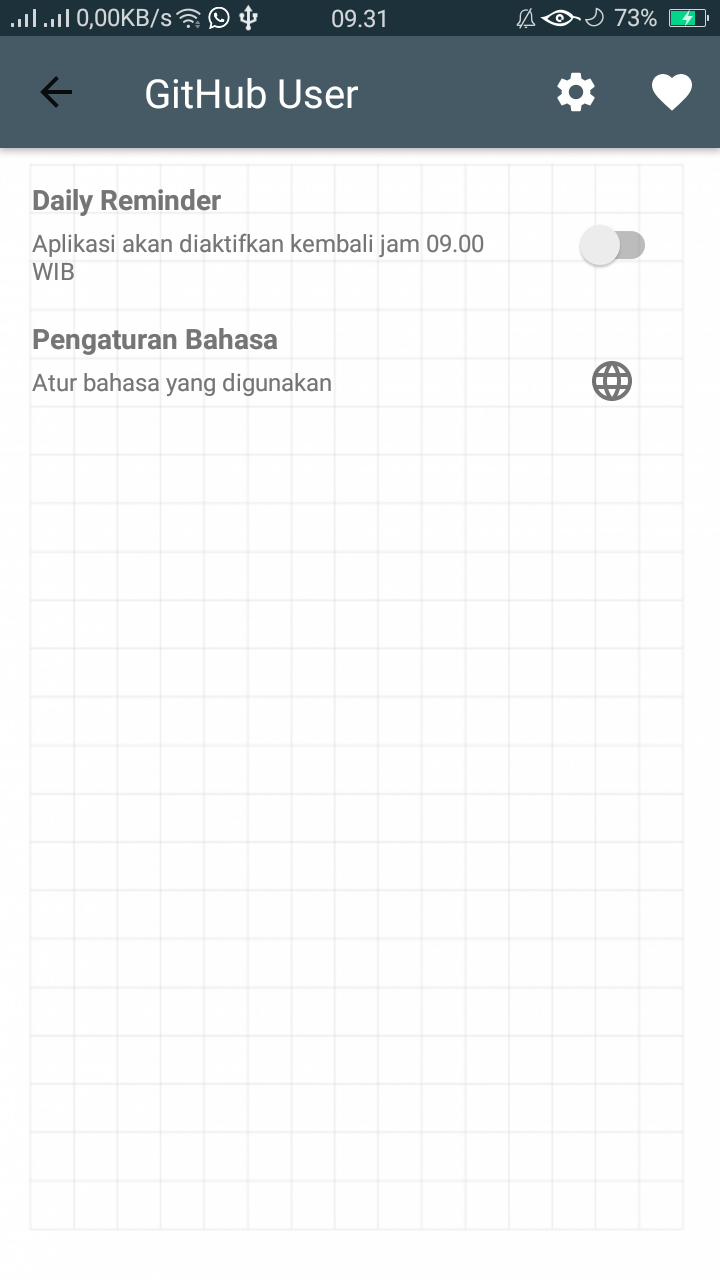 0,00KB/s 09.31 73%
GitHub User
Daily Reminder
Aplikasi akan diaktifkan kembali jam 09.00
WIB
Pengaturan Bahasa
Atur bahasa yang digunakan